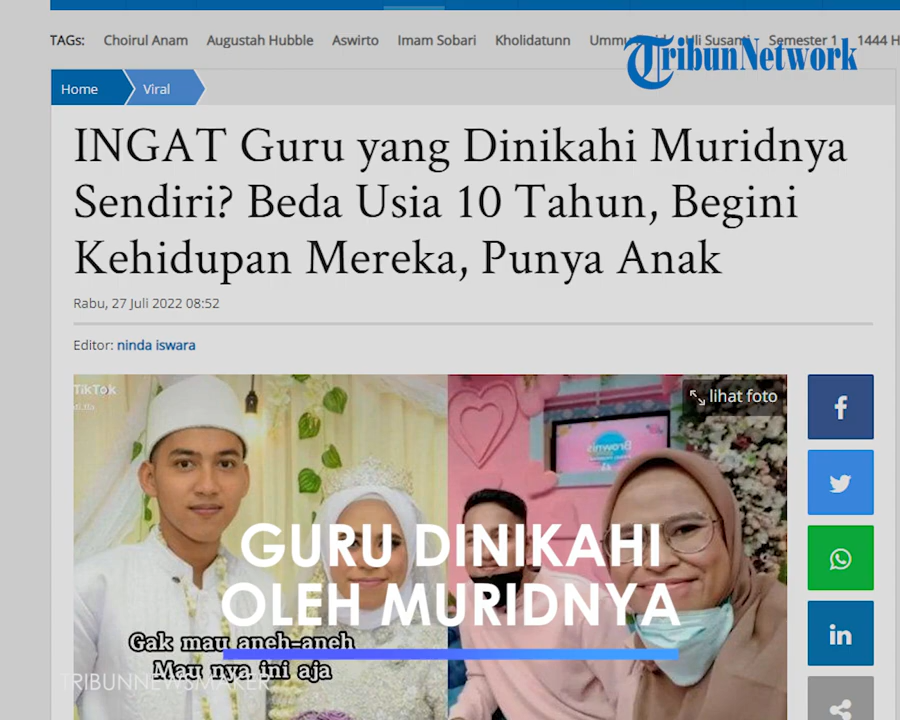 TAGs: Choirul Anam Augustah Hubble Aswirto Imam Sobari Kholidatunn Semester 1 1444 H
TribunNetwork
Home Viral
INGAT Guru yang Dinikahi Muridnya
Sendiri? Beda Usia 10 Tahun, Begini
Kehidupan Mereka, Punya Anak
Rabu, 27 Juli 2022 08:52
Editor: ninda iswara
TikTok
lihat foto
Brownis
GURU DINIKAHI
OLEH MURIDNYA
Gak mau aneh-aneh
Mau nya ini aja
TRIBUNNEWSMAKER